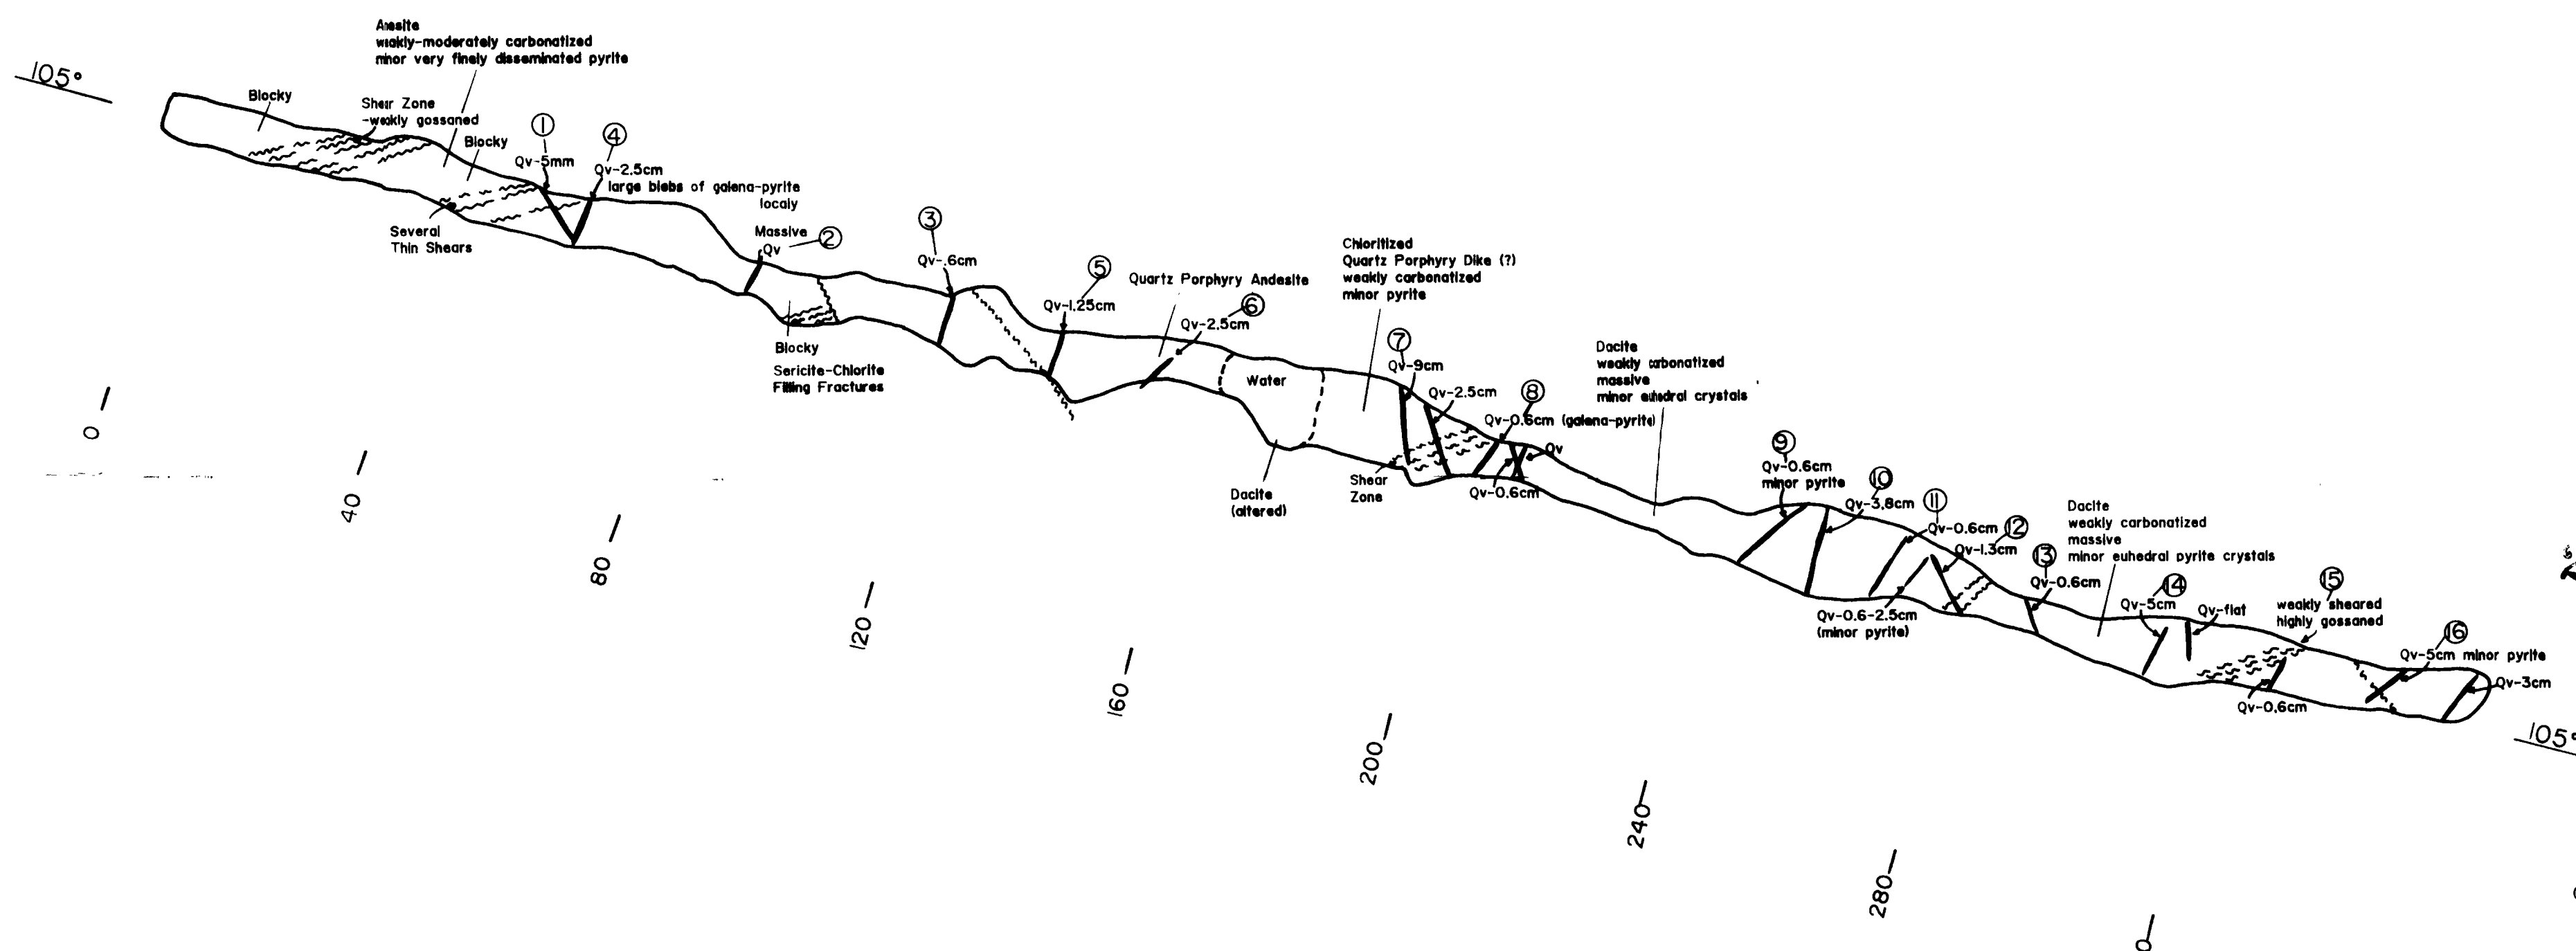 105°
Anesite
weakly-moderately carbonatized
minor very finely disseminated pyrite
Blocky
Shear Zone
-weakly gossaned
Blocky
Several
Thin Shears
1
Qv-5mm
4
Qv-2.5cm
large blebs of galena-pyrite
localy
Massive
Qv
2
Blocky
Sericite-Chlorite
Filling Fractures
3
Qv-.6cm
5
Qv-1.25cm
Quartz Porphyry Andesite
6
Qv-2.5cm
Water
Dacite
(altered)
Chloritized
Quartz Porphyry Dike (?)
weakly carbonatized
minor pyrite
7
Qv-9cm
Qv-2.5cm
8
Qv-0.6cm (galena-pyrite)
Qv
Qv-0.6cm
Shear
Zone
Dacite
weakly carbonatized
massive
minor euhedral crystals
9
Qv-0.6cm
minor pyrite
10
Qv-3.8cm
11
Qv-0.6cm
12
Qv-1.3cm
Qv-0.6-2.5cm
(minor pyrite)
13
Qv-0.6cm
Dacite
weakly carbonatized
massive
minor euhedral pyrite crystals
14
Qv-5cm
Qv-flat
15
weakly sheared
highly gossaned
Qv-0.6cm
16
Qv-5cm minor pyrite
Qv-3cm
105°
0
40
80
120
160
200
240
280